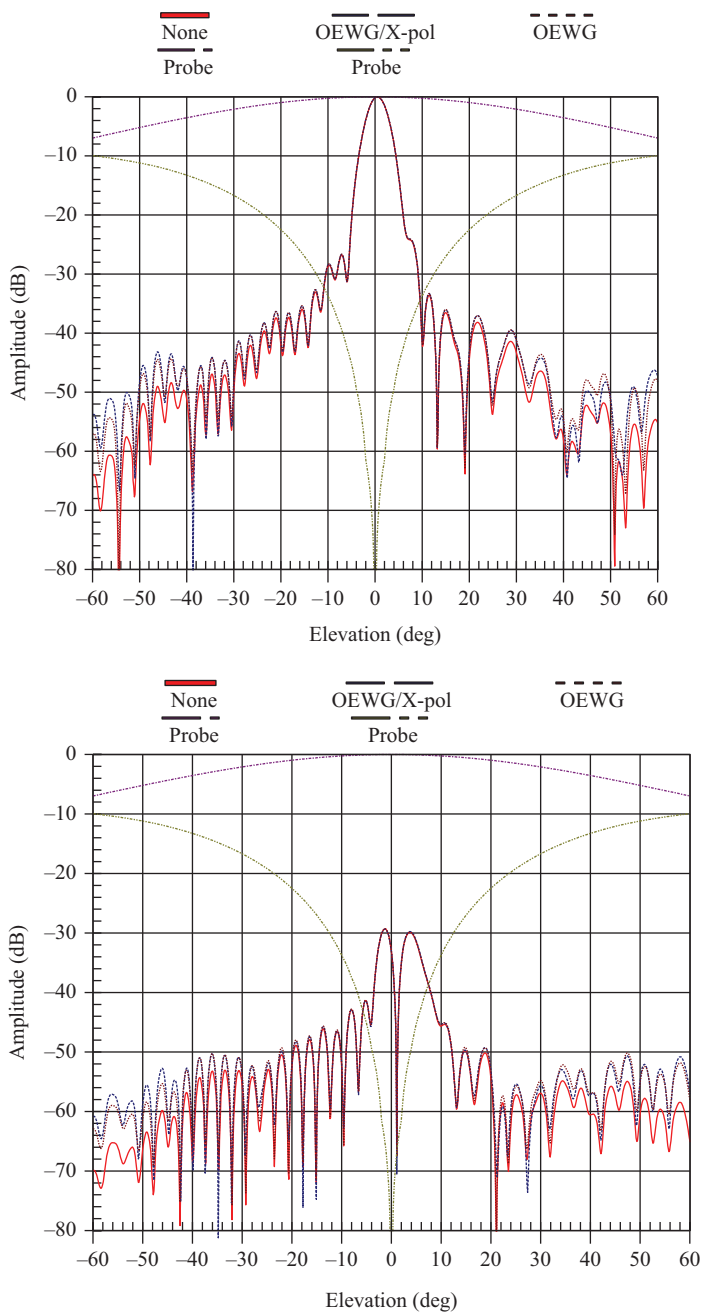 None OEWG/X-pol OEWG
Probe Probe
0
–10
–20
–30
–40
–50
–60
–70
–80
Amplitude (dB)
–60 –50 –40 –30 –20 –10 0 10 20 30 40 50 60
Elevation (deg)
None OEWG/X-pol OEWG
Probe Probe
0
–10
–20
–30
–40
–50
–60
–70
–80
Amplitude (dB)
–60 –50 –40 –30 –20 –10 0 10 20 30 40 50 60
Elevation (deg)